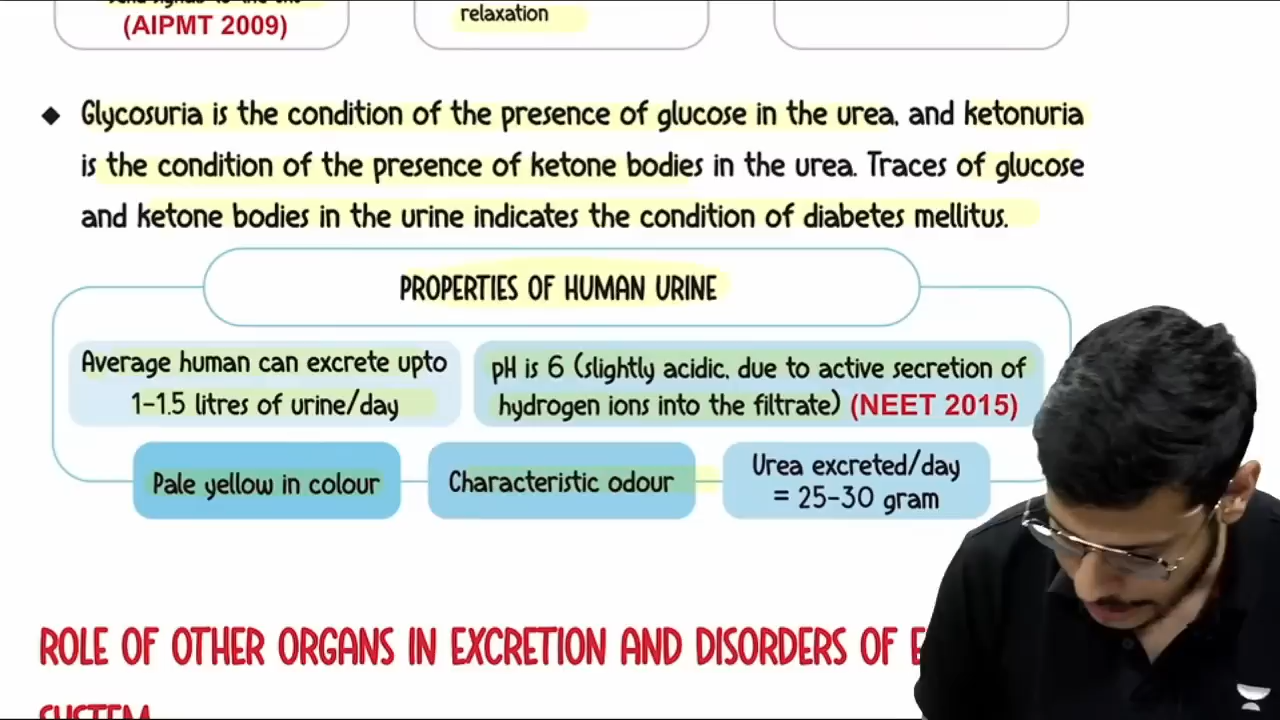 (AIPMT 2009)
relaxation
Glycosuria is the condition of the presence of glucose in the urea, and ketonuria
is the condition of the presence of ketone bodies in the urea. Traces of glucose
and ketone bodies in the urine indicates the condition of diabetes mellitus.
PROPERTIES OF HUMAN URINE
Average human can excrete upto
1-1.5 litres of urine/day
pH is 6 (slightly acidic, due to active secretion of
hydrogen ions into the filtrate) (NEET 2015)
Pale yellow in colour
Characteristic odour
Urea excreted/day
= 25-30 gram
ROLE OF OTHER ORGANS IN EXCRETION AND DISORDERS OF
SYSTEM